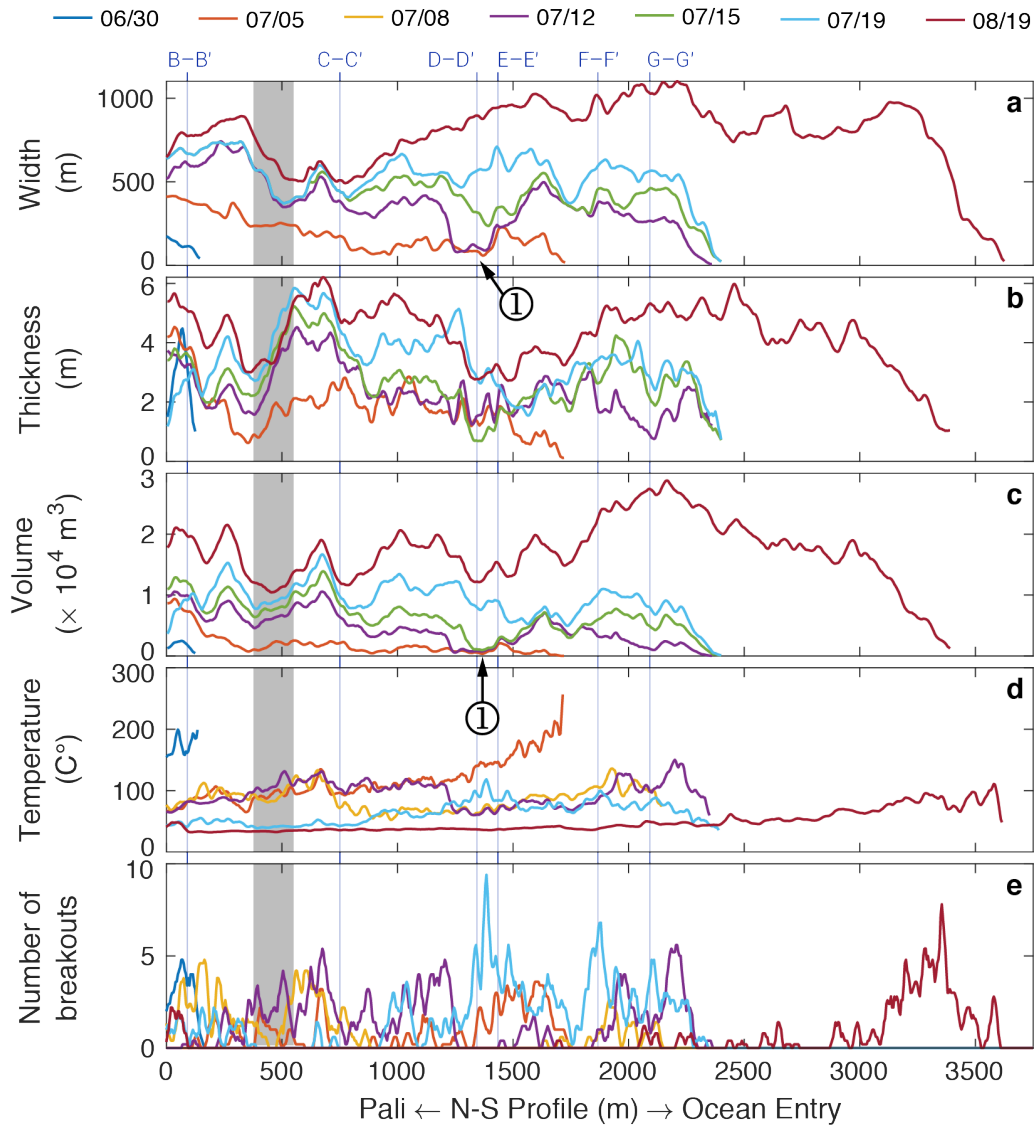 06/30 07/05 07/08 07/12 07/15 07/19 08/19
B–B' C–C' D–D' E–E' F–F' G–G'
a
1000
500
0
Width
(m)
①
b
6
4
2
0
Thickness
(m)
c
3
2
1
0
Volume
(× 10⁴ m³)
①
d
300
200
100
0
Temperature
(C°)
e
10
5
0
Number of
breakouts
0 500 1000 1500 2000 2500 3000 3500
Pali ← N-S Profile (m) → Ocean Entry